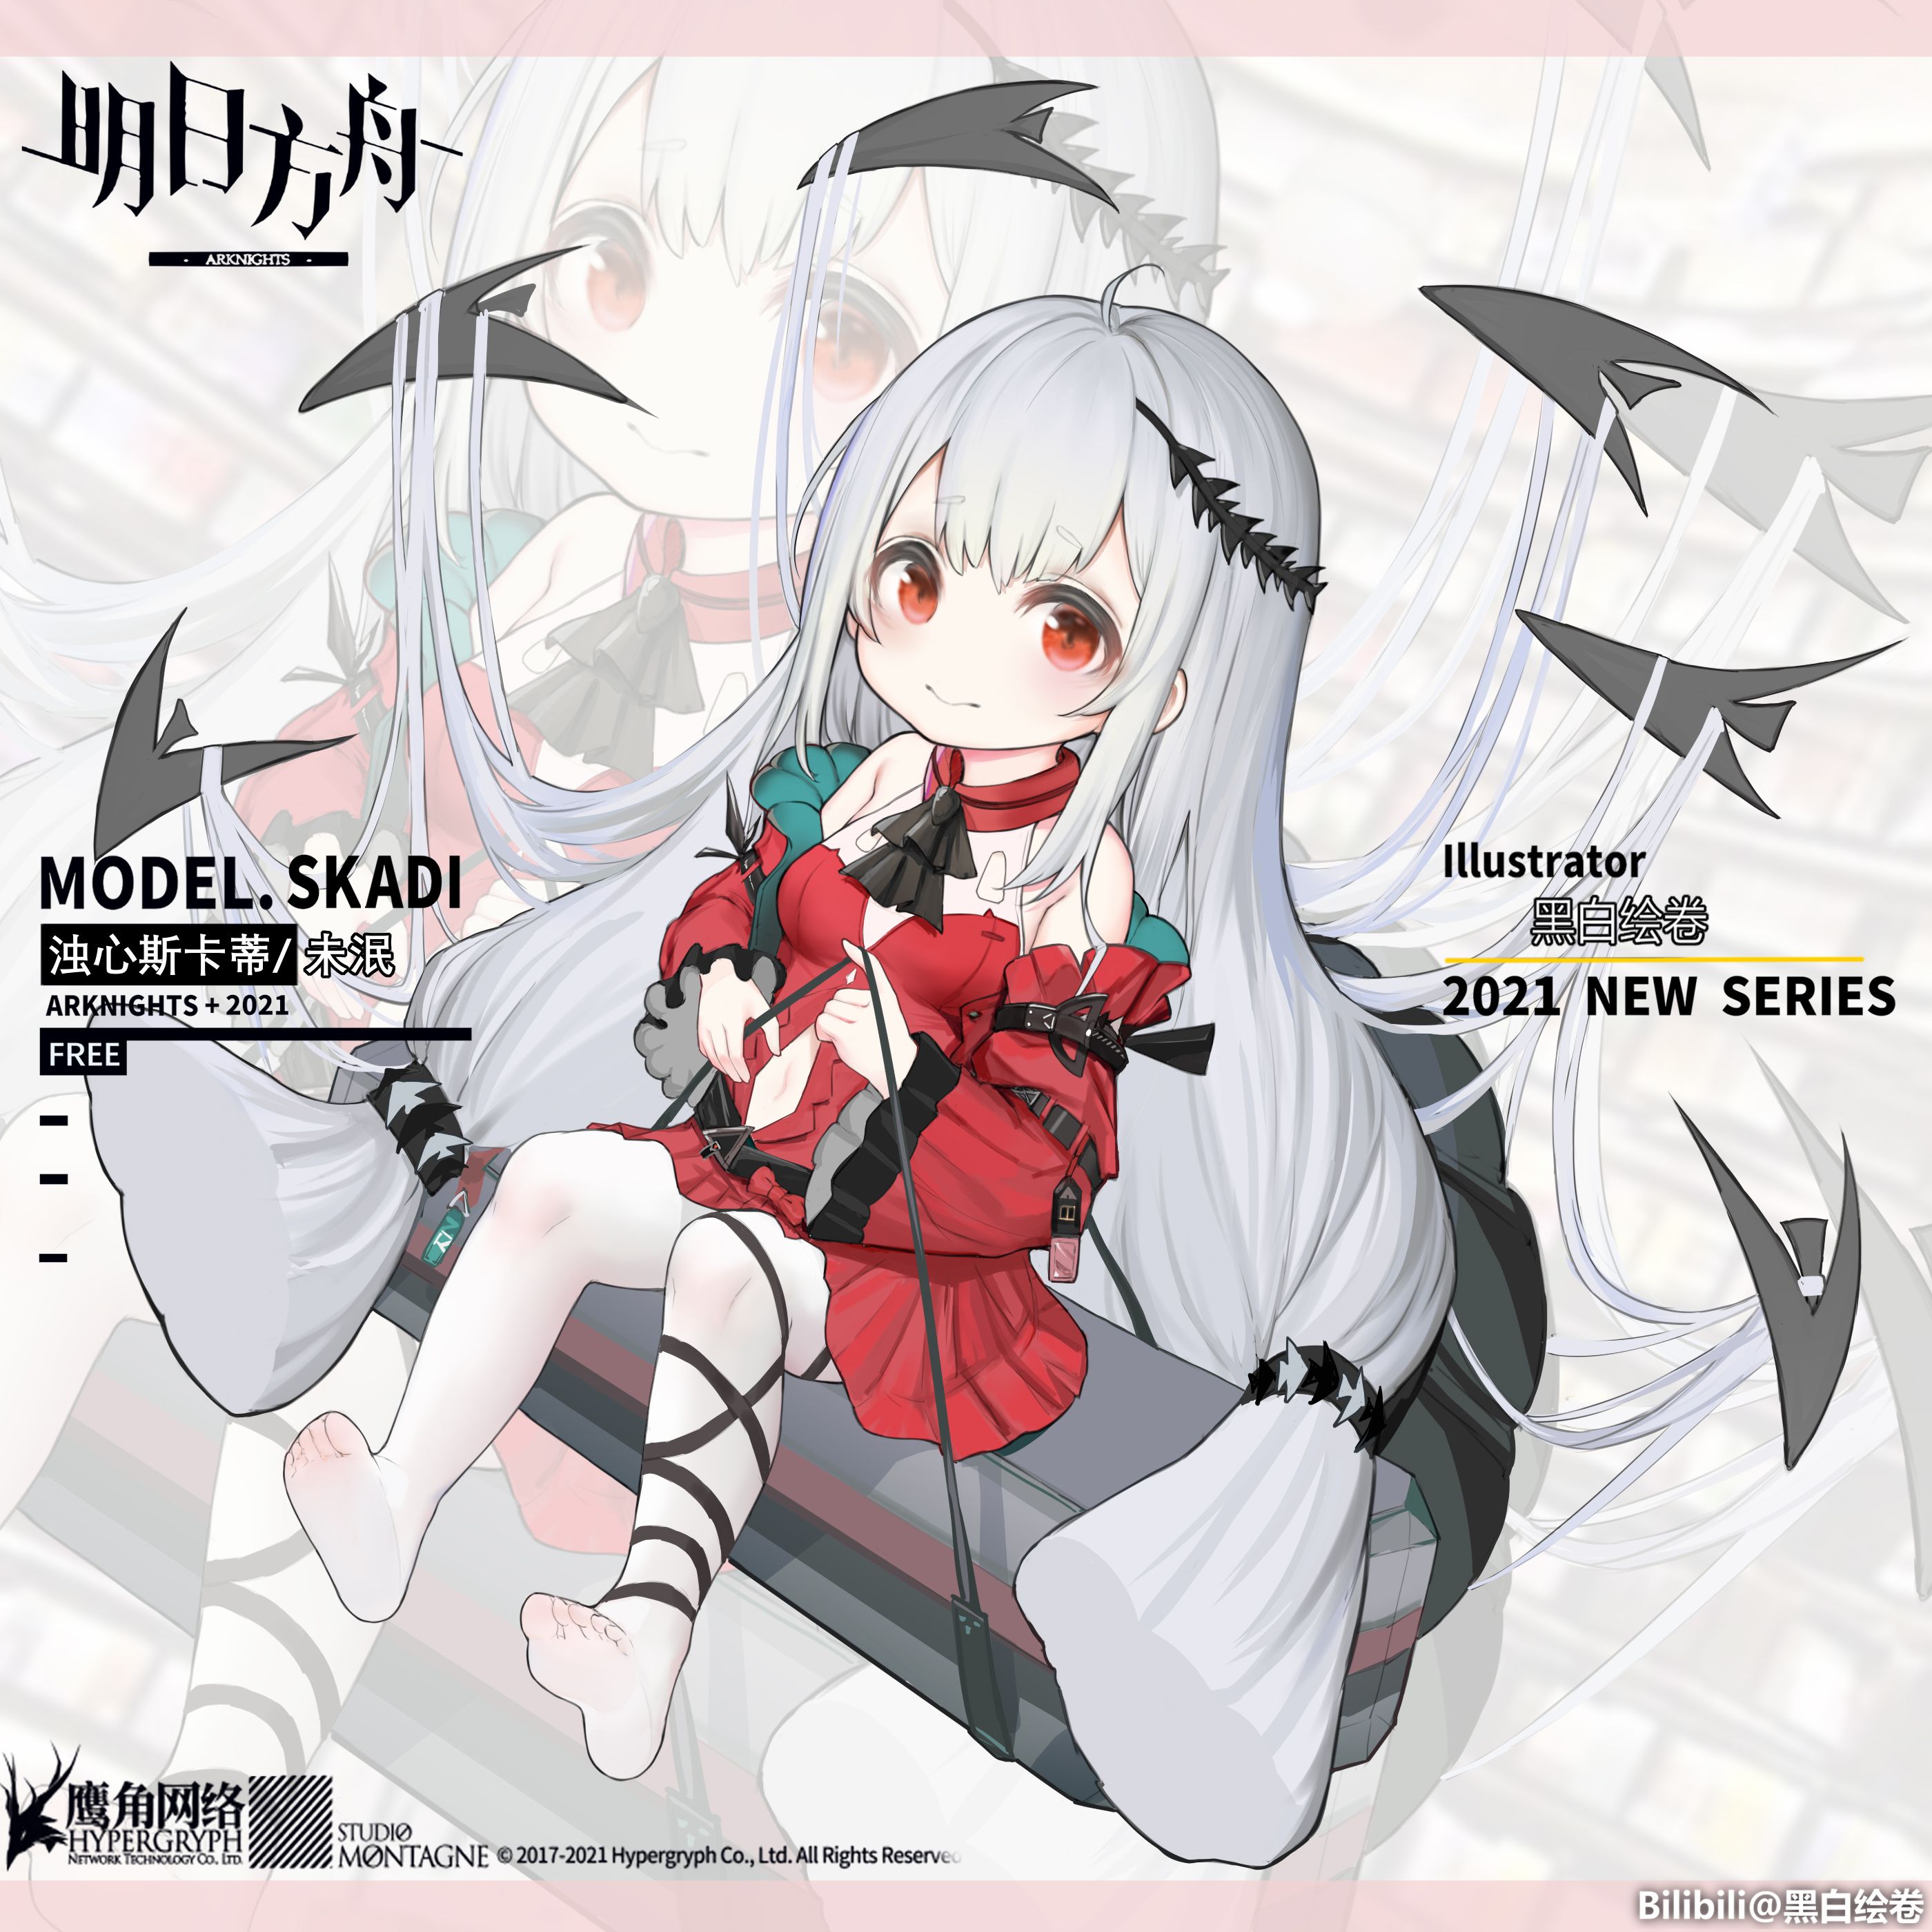 明日方舟
· ARKNIGHTS ·
MODEL. SKADI
浊心斯卡蒂/ 未泯
ARKNIGHTS + 2021
FREE
Illustrator
黑白绘卷
2021 NEW SERIES
鹰角网络
HYPERGRYPH
NETWORK TECHNOLOGY CO., LTD.
STUDIO
MØNTAGNE © 2017-2021 Hypergryph Co., Ltd. All Rights Reserved
Bilibili@黑白绘卷